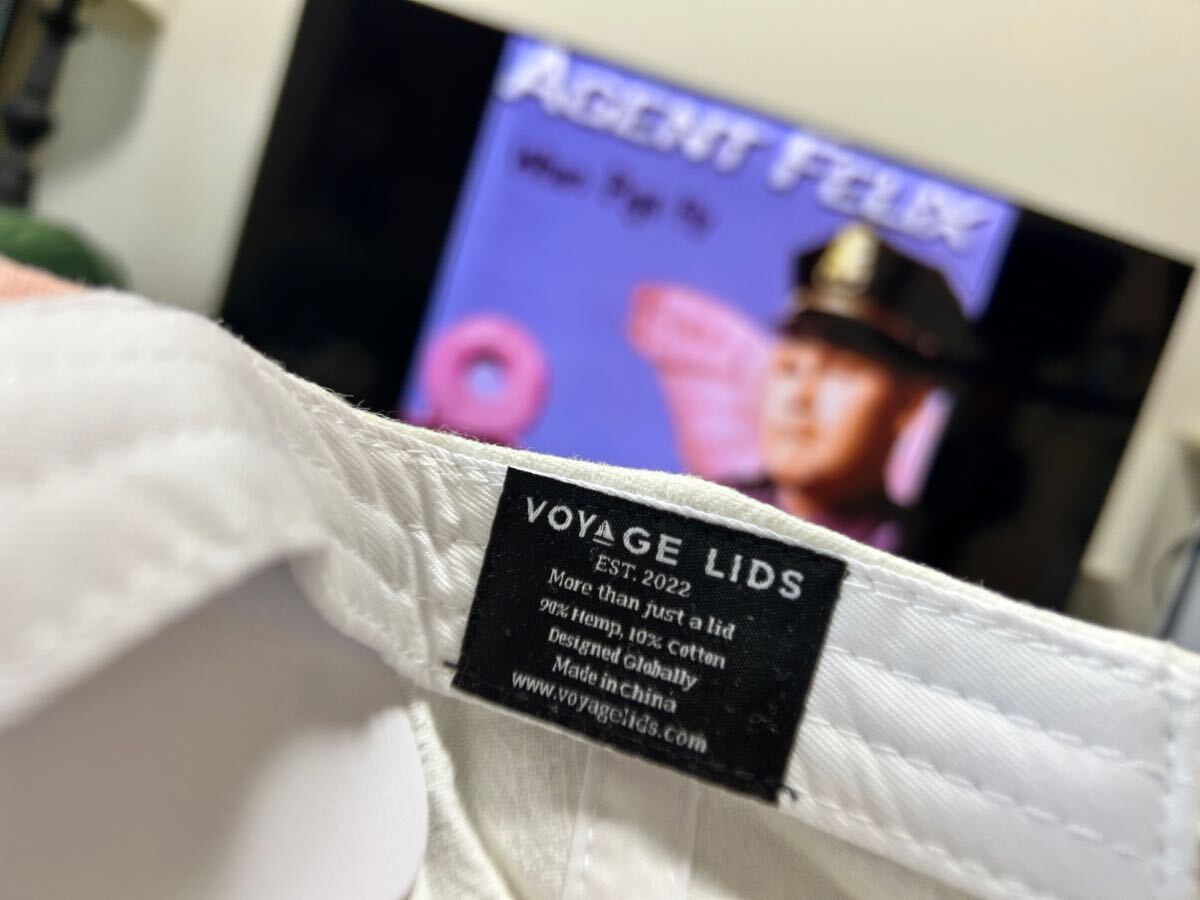 AGENT FELIX
VOYAGE LIDS
EST. 2022
More than just a lid
90% Hemp, 10% Cotton
Designed Globally
Made in China
www.voyagelids.com